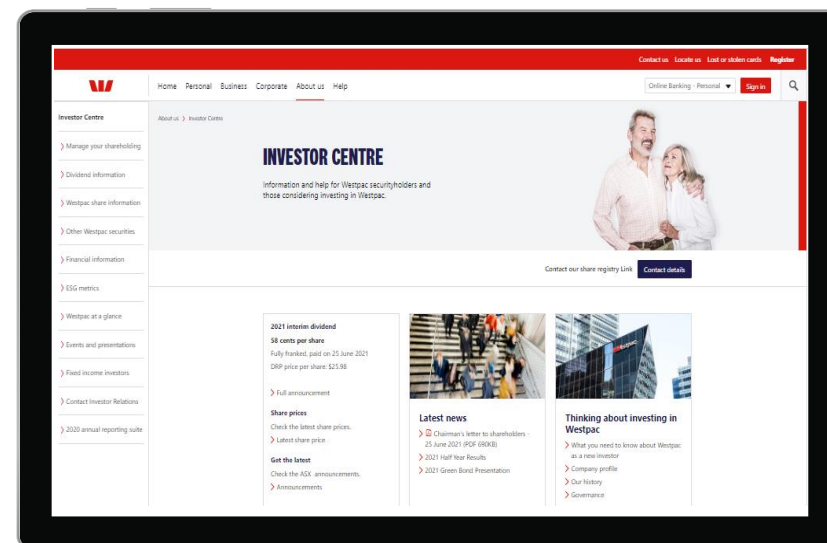 Contact us Locate us Lost or stolen cards Register
Home Personal Business Corporate About us Help
Online Banking - Personal
Sign in
Investor Centre
Manage your shareholding
Dividend information
Westpac share information
Other Westpac securities
Financial information
ESG metrics
Westpac at a glance
Events and presentations
Fixed income investors
Contact Investor Relations
2020 annual reporting suite
About us > Investor Centre
INVESTOR CENTRE
Information and help for Westpac securityholders and
those considering investing in Westpac.
Contact our share registry Link
Contact details
2021 interim dividend
58 cents per share
Fully franked, paid on 25 June 2021
DRP price per share: $25.98
Full announcement
Share prices
Check the latest share prices.
Latest share price
Get the latest
Check the ASX announcements.
Announcements
Latest news
Chairman's letter to shareholders -
25 June 2021 (PDF 690KB)
2021 Half Year Results
2021 Green Bond Presentation
Westpac
Thinking about investing in
Westpac
What you need to know about Westpac
as a new investor
Company profile
Our history
Governance